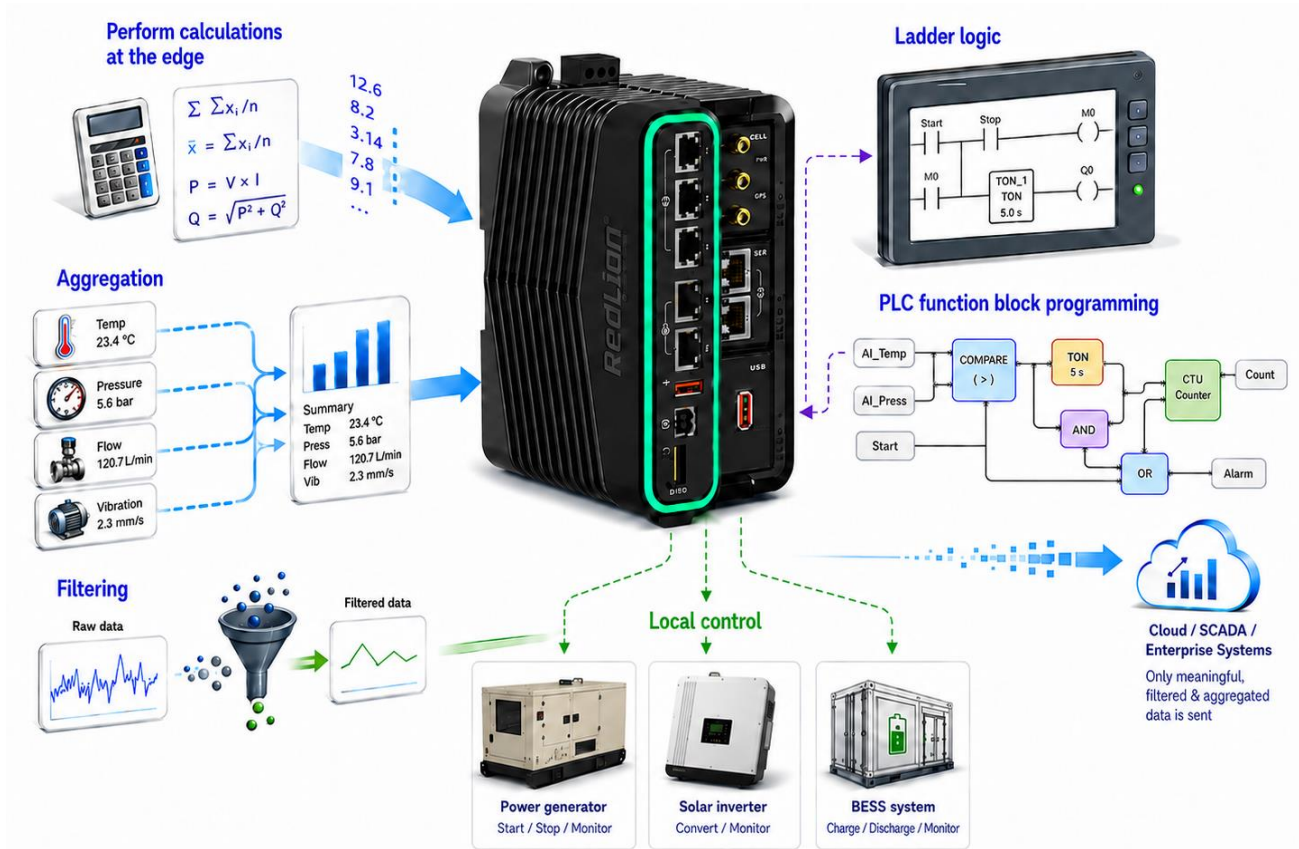 Perform calculations
at the edge
Σ Σxᵢ/n
x̄ = Σxᵢ/n
P = V × I
Q = √P² + Q²
12.6
8.2
3.14
7.8
9.1
...
Aggregation
Temp
23.4 °C
Pressure
5.6 bar
Flow
120.7 L/min
Vibration
2.3 mm/s
Summary
Temp 23.4 °C
Press 5.6 bar
Flow 120.7 L/min
Vib 2.3 mm/s
Filtering
Raw data
Filtered data
RedLion
CELL
PWR
GPS
SER
USB
Ladder logic
Start
Stop
M0
M0
TON_1
TON
5.0 s
Q0
PLC function block programming
AI_Temp
AI_Press
Start
COMPARE
( > )
TON
5 s
AND
OR
CTU
Counter
Count
Alarm
Local control
Power generator
Start / Stop / Monitor
Solar inverter
Convert / Monitor
BESS system
Charge / Discharge / Monitor
Cloud / SCADA /
Enterprise Systems
Only meaningful,
filtered & aggregated
data is sent